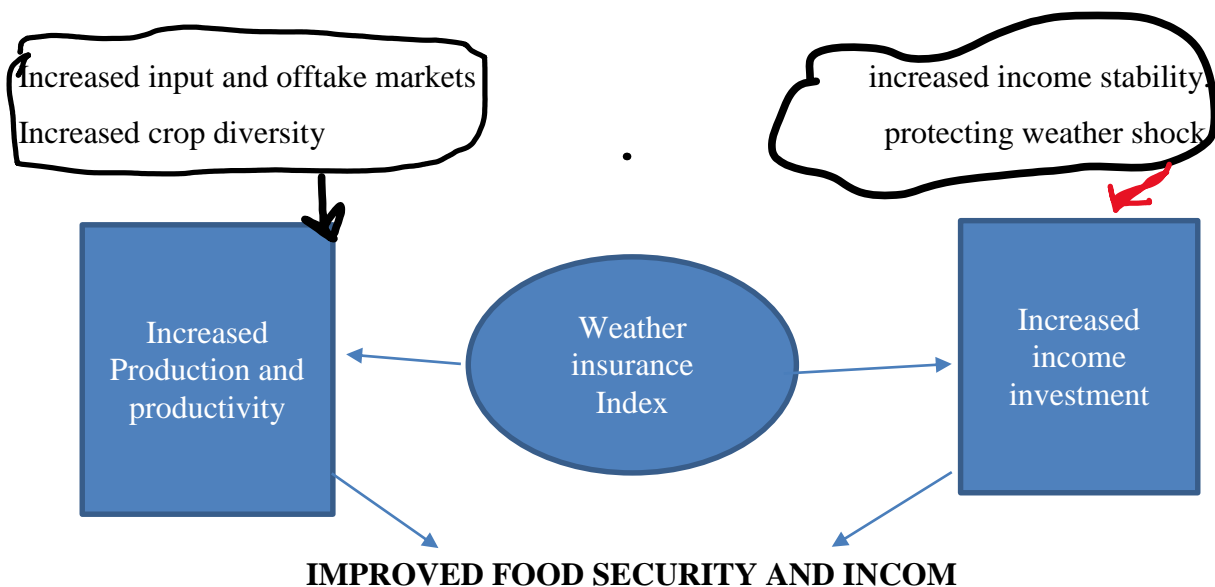 Increased input and offtake markets
Increased crop diversity
increased income stability.
protecting weather shock
.
Increased
Production and
productivity
Weather
insurance
Index
Increased
income
investment
IMPROVED FOOD SECURITY AND INCOM